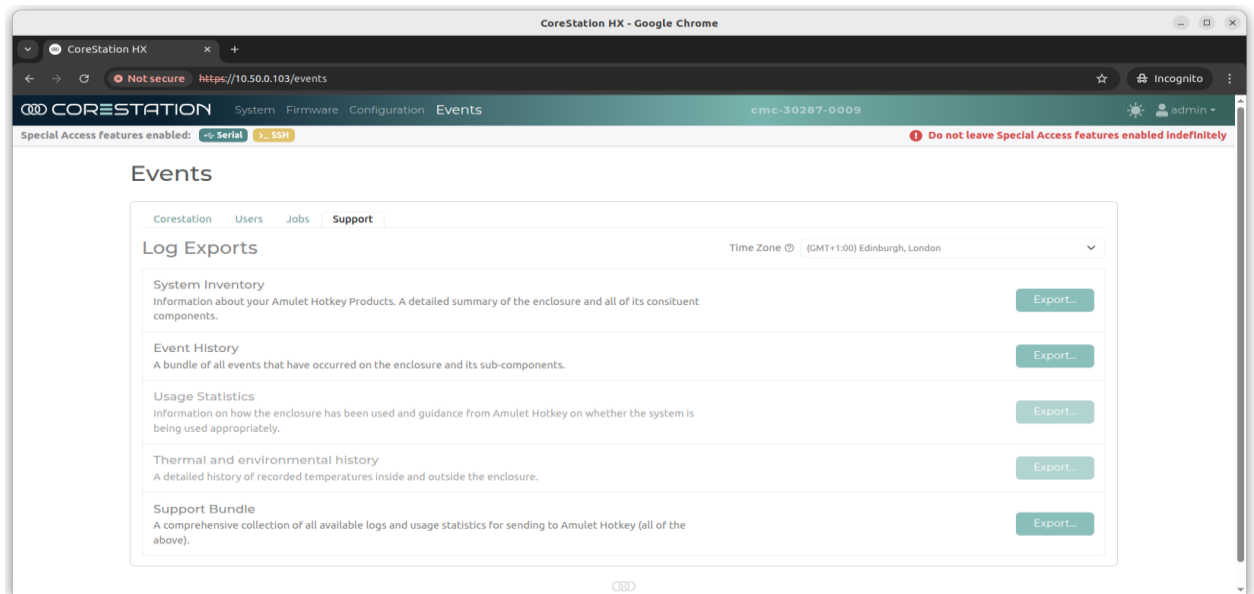 CoreStation HX - Google Chrome
CoreStation HX
Not secure https://10.50.0.103/events
Incognito
CORESTATION System Firmware Configuration Events cmc-30287-0009 admin
Special Access features enabled: Serial >_ SSH Do not leave Special Access features enabled indefinitely
Events
Corestation Users Jobs Support
Log Exports
Time Zone (GMT+1:00) Edinburgh, London
System Inventory
Information about your Amulet Hotkey Products. A detailed summary of the enclosure and all of its consituent
components.
Export...
Event History
A bundle of all events that have occurred on the enclosure and its sub-components.
Export...
Usage Statistics
Information on how the enclosure has been used and guidance from Amulet Hotkey on whether the system is
being used appropriately.
Export...
Thermal and environmental history
A detailed history of recorded temperatures inside and outside the enclosure.
Export...
Support Bundle
A comprehensive collection of all available logs and usage statistics for sending to Amulet Hotkey (all of the
above).
Export...